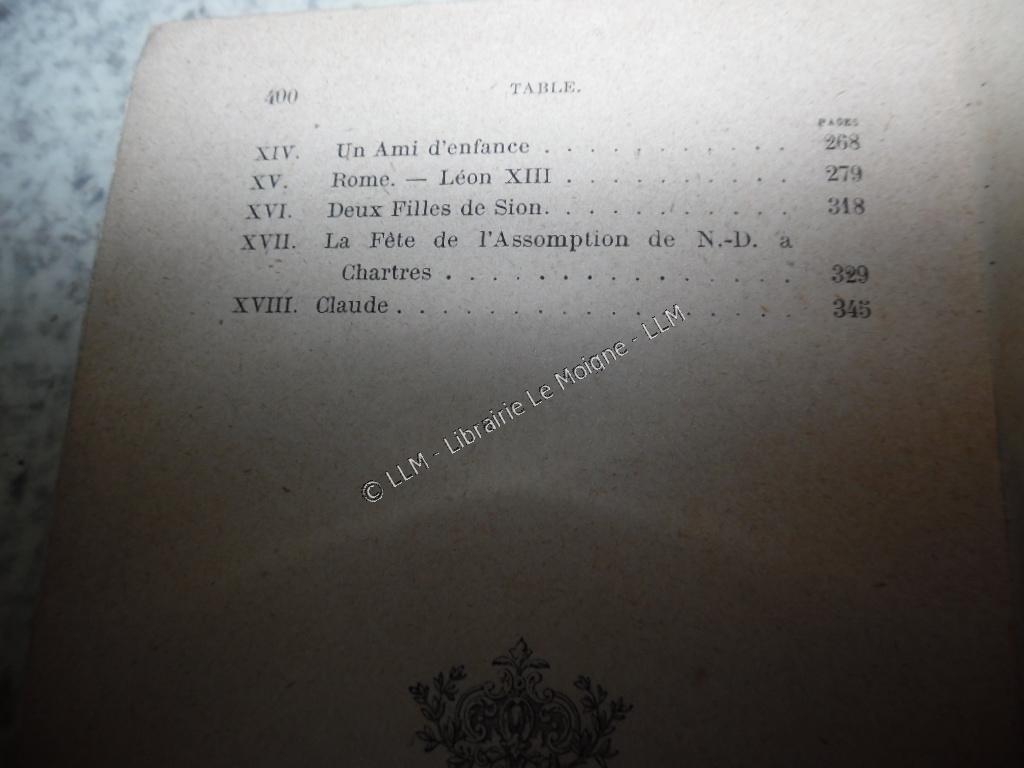 400 TABLE.
PAGES
XIV. Un Ami d'enfance . . . . . . . . . . . 268
XV. Rome. — Léon XIII . . . . . . . . . . 279
XVI. Deux Filles de Sion. . . . . . . . . . . 318
XVII. La Fête de l'Assomption de N.-D. a
Chartres . . . . . . . . . . . . . . . 329
XVIII. Claude . . . . . . . . . . . . . . . 345
© LLM - Librairie Le Moigne - LLM